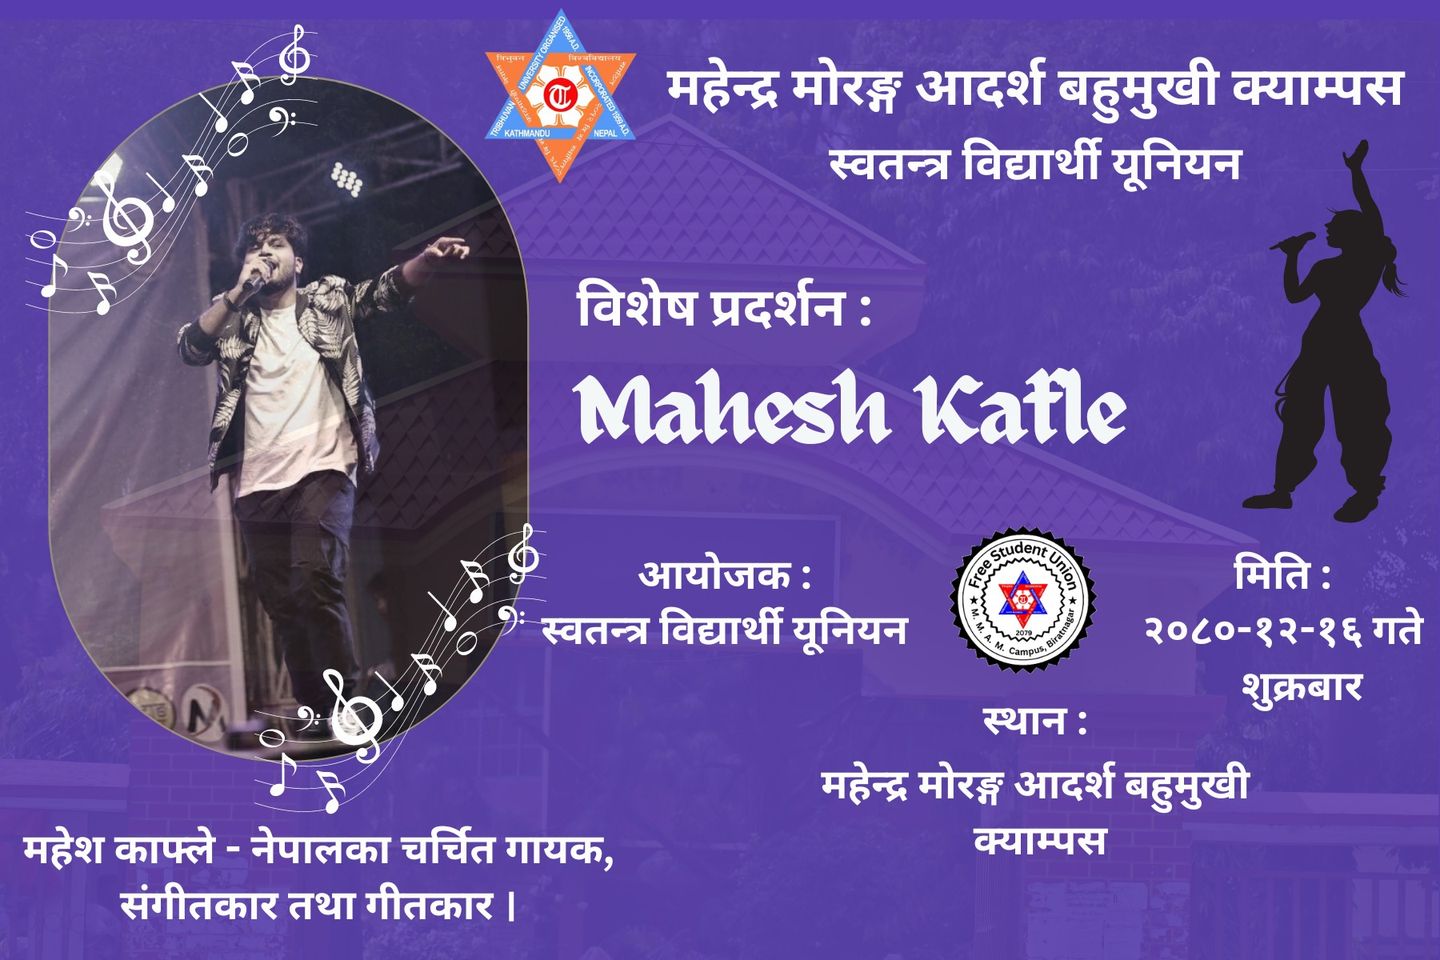 महेन्द्र मोरङ्ग आदर्श बहुमुखी क्याम्पस
स्वतन्त्र विद्यार्थी यूनियन
त्रिभुवन विश्वविद्यालय
TRIBHUVAN UNIVERSITY ORGANISED 1956 A.D.
INCORPORATED 1959 A.D.
KATHMANDU NEPAL
विशेष प्रदर्शन :
Mahesh Kafle
आयोजक :
स्वतन्त्र विद्यार्थी यूनियन
Free Student Union
2079
M. M. A. M. Campus, Biratnagar
मिति :
२०८०-१२-१६ गते
शुक्रबार
स्थान :
महेन्द्र मोरङ्ग आदर्श बहुमुखी
क्याम्पस
महेश काफ्ले - नेपालका चर्चित गायक,
संगीतकार तथा गीतकार ।